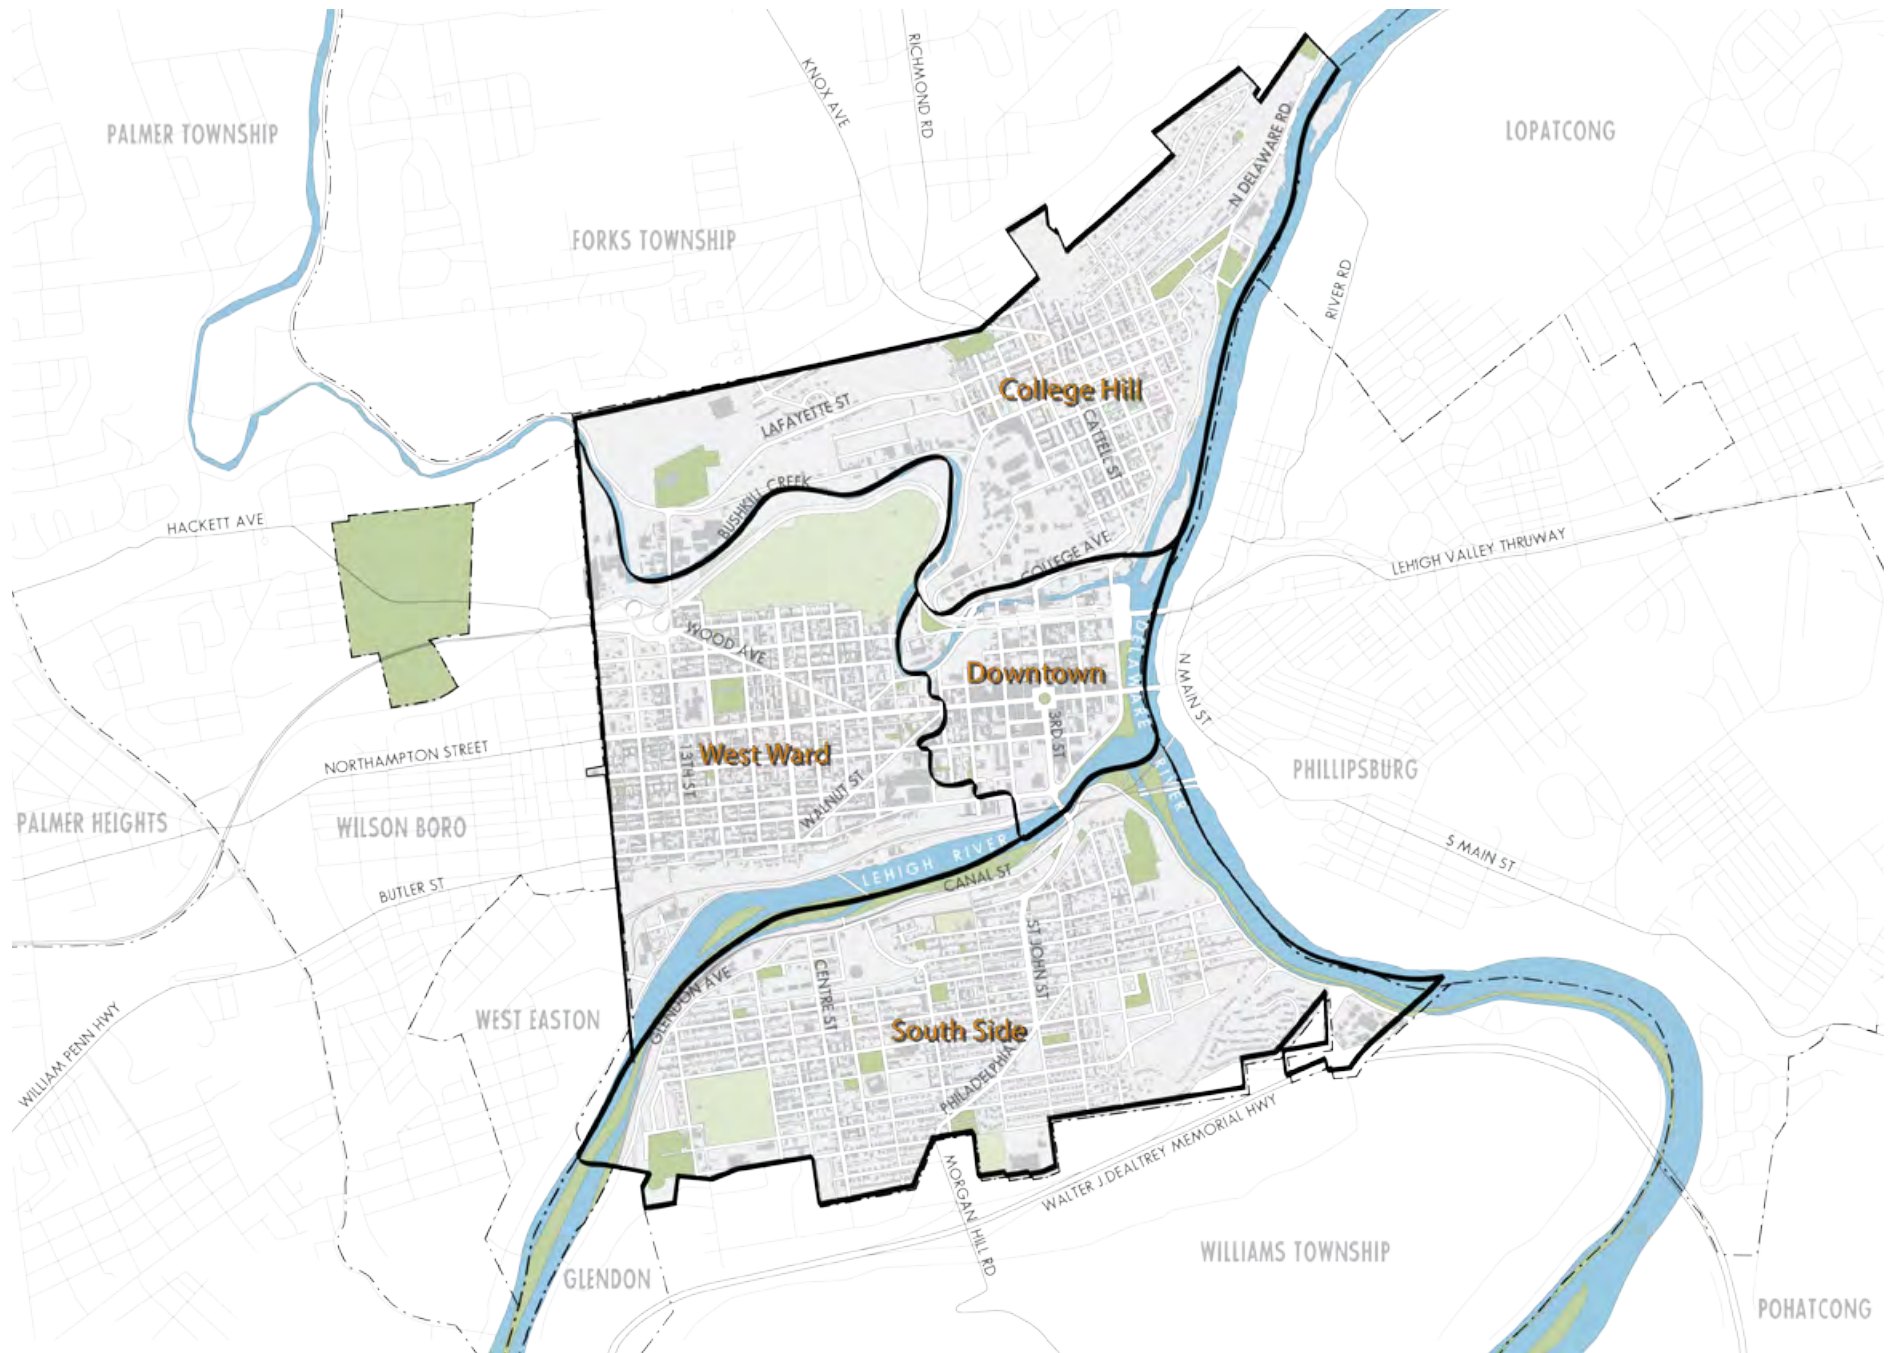 KNOX AVE
RICHMOND RD
PALMER TOWNSHIP
LOPATCONG
N DELAWARE RD
FORKS TOWNSHIP
RIVER RD
College Hill
LAFAYETTE ST
CATTELL ST
BUSHKILL CREEK
HACKETT AVE
COLLEGE AVE
LEHIGH VALLEY THRUWAY
WOOD AVE
DELAWARE RIVER
Downtown
N MAIN ST
3RD ST
NORTHAMPTON STREET
13TH ST
West Ward
PHILLIPSBURG
WALNUT ST
PALMER HEIGHTS
WILSON BORO
LEHIGH RIVER
S MAIN ST
CANAL ST
BUTLER ST
ST JOHN ST
CENTRE ST
GLENDON AVE
WEST EASTON
South Side
WILLIAM PENN HWY
PHILADELPHIA
WALTER J DEALTREY MEMORIAL HWY
MORGAN HILL RD
WILLIAMS TOWNSHIP
GLENDON
POHATCONG